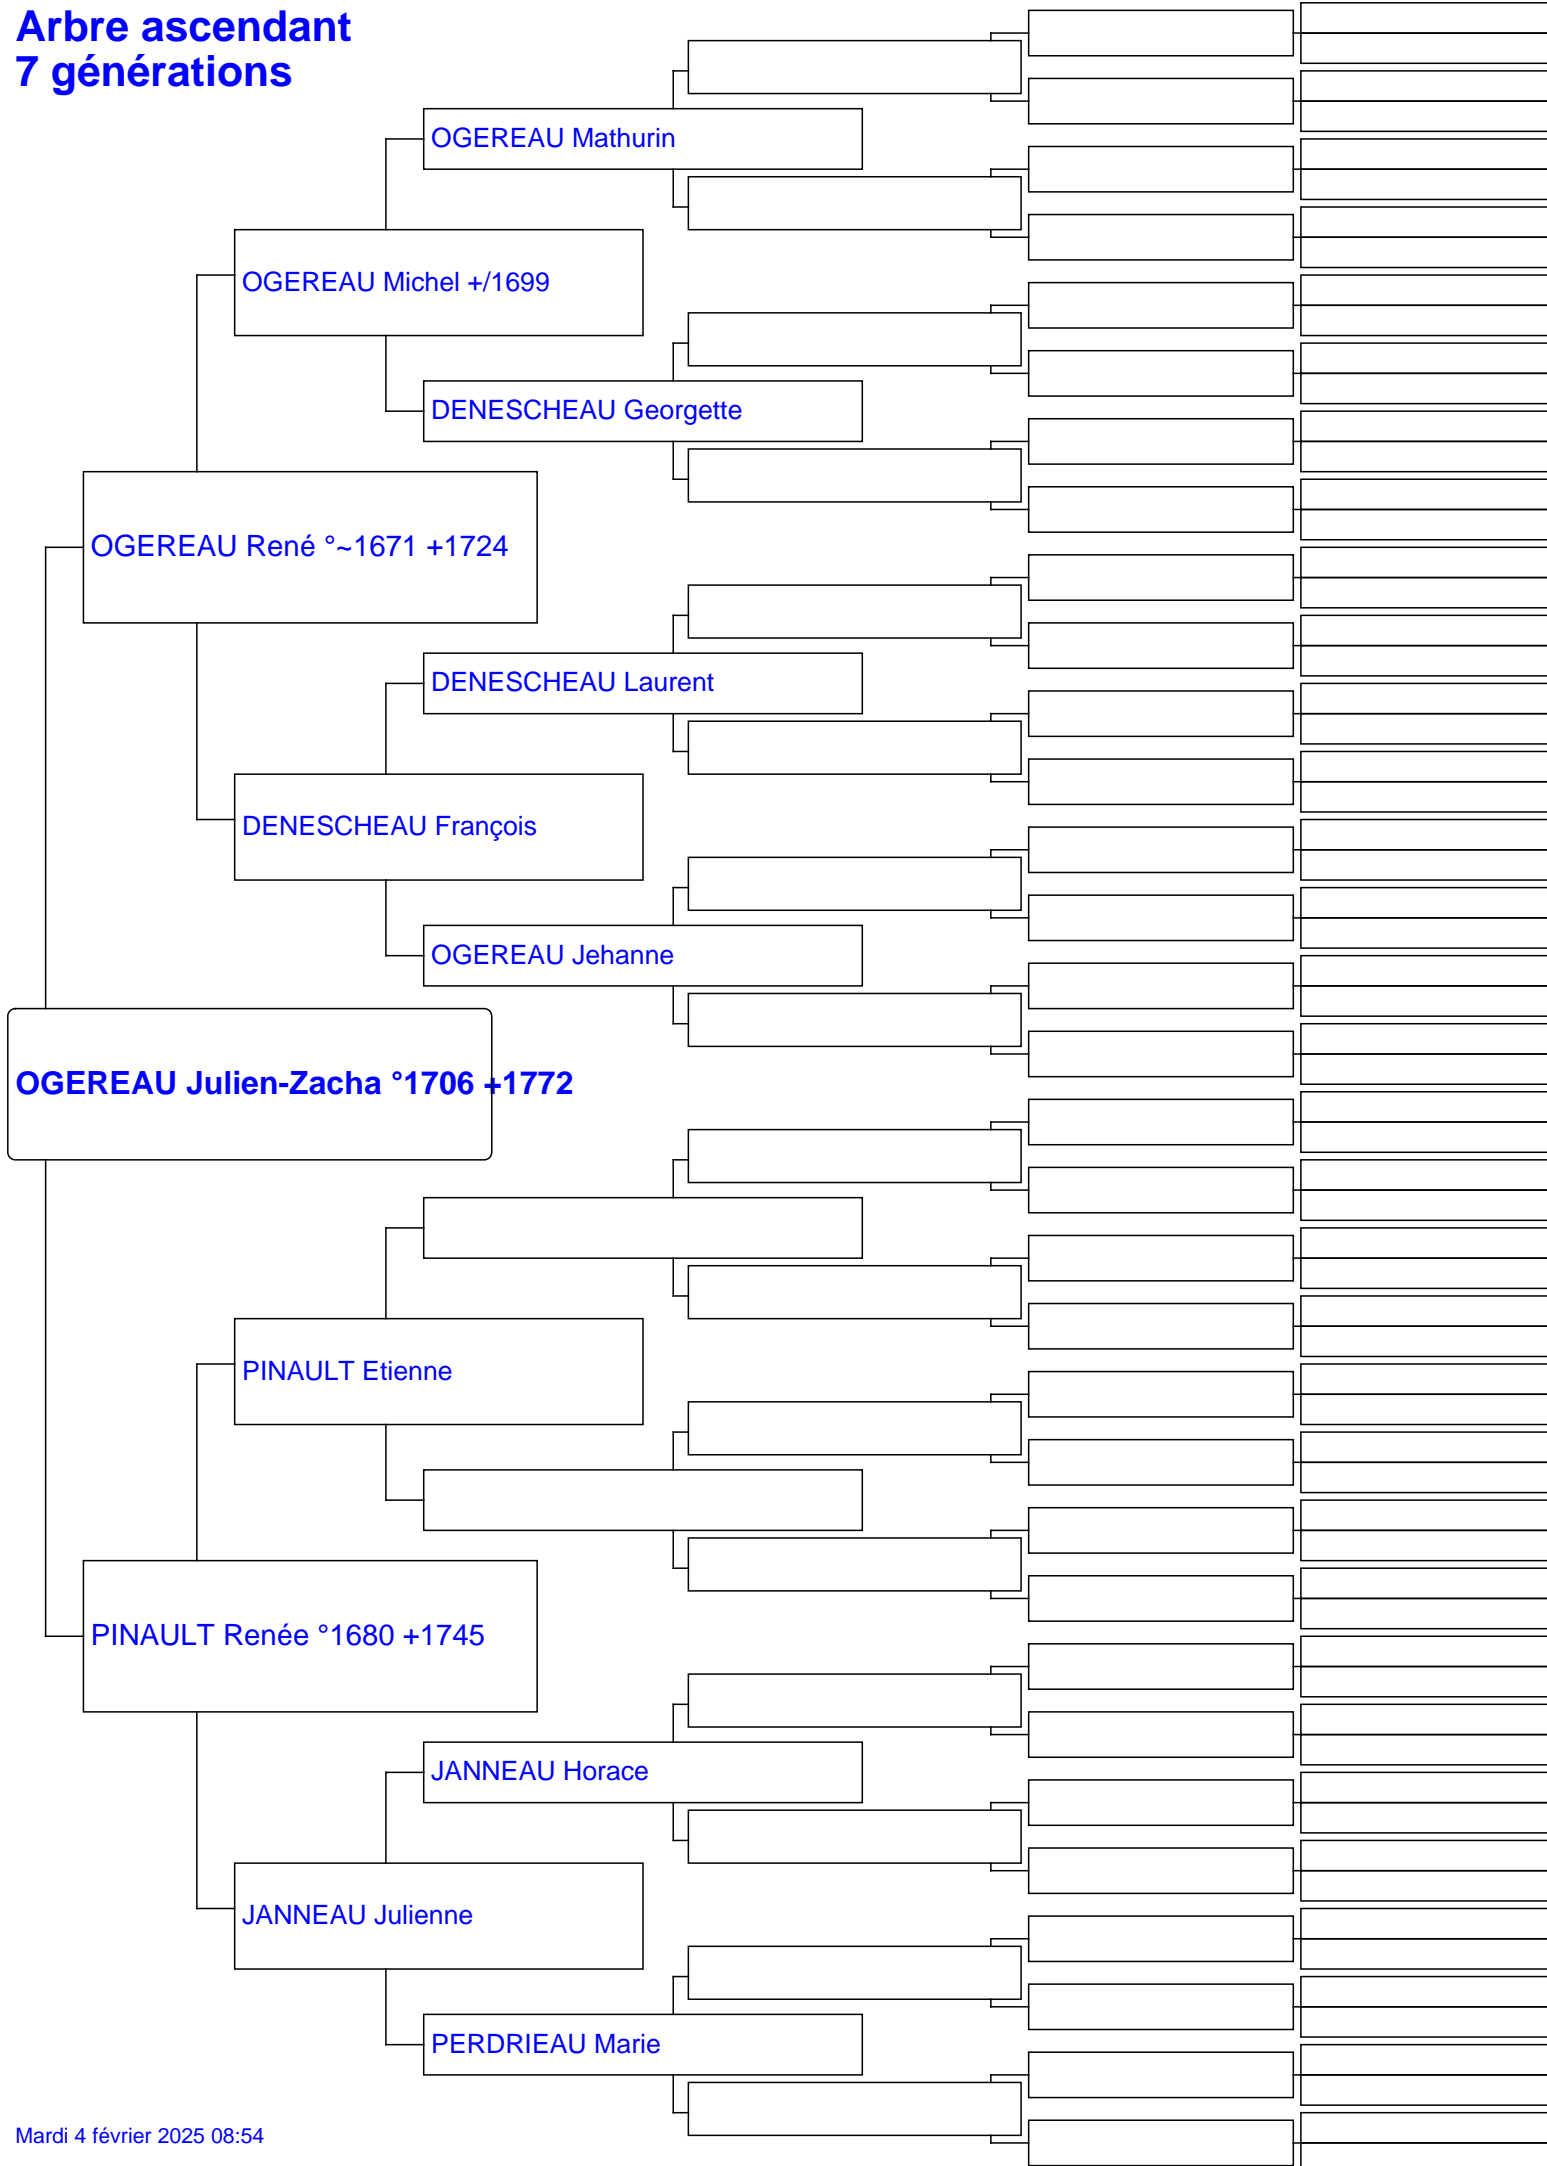 Arbre ascendant
7 générations
OGEREAU Mathurin
OGEREAU Michel +/1699
DENESCHEAU Georgette
OGEREAU René °~1671 +1724
DENESCHEAU Laurent
DENESCHEAU François
OGEREAU Jehanne
OGEREAU Julien-Zacha °1706 +1772
PINAULT Etienne
PINAULT Renée °1680 +1745
JANNEAU Horace
JANNEAU Julienne
PERDRIEAU Marie
Mardi 4 février 2025 08:54